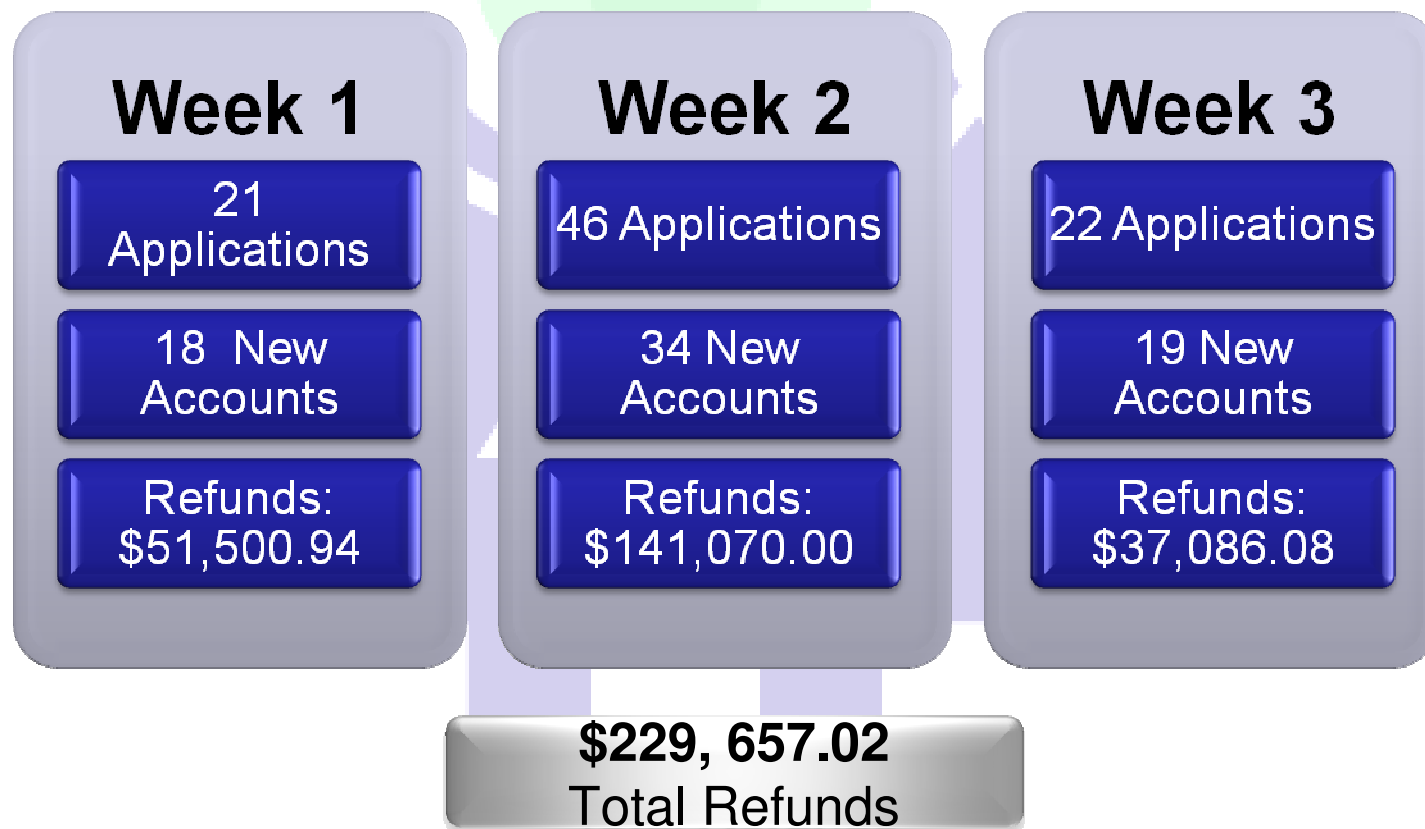 Week 1
21
Applications
18  New
Accounts
Refunds:
$51,500.94
Week 2
46 Applications
34 New
Accounts
Refunds:
$141,070.00
Week 3
22 Applications
19 New
Accounts
Refunds:
$37,086.08
$229, 657.02
Total Refunds